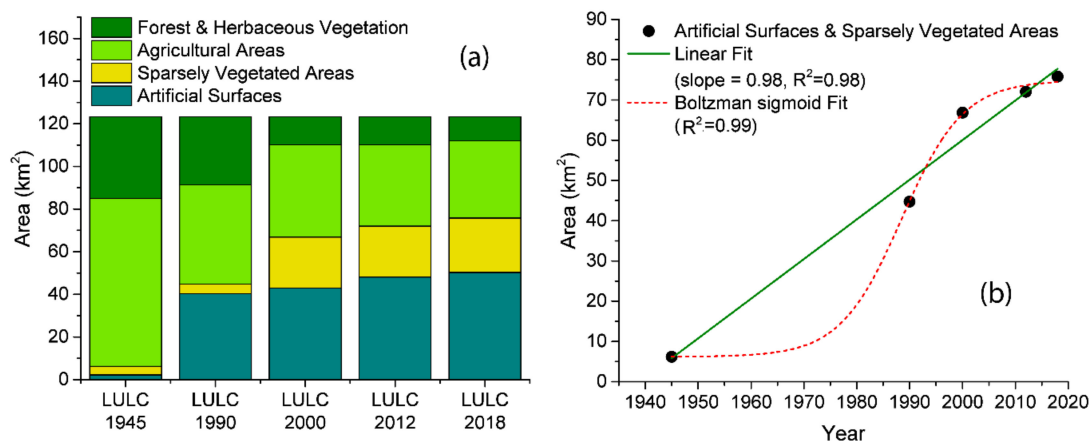 Forest & Herbaceous Vegetation
Agricultural Areas
Sparsely Vegetated Areas
Artificial Surfaces
(a)
160
140
120
100
80
60
40
20
0
Area (km²)
LULC 1945
LULC 1990
LULC 2000
LULC 2012
LULC 2018
Artificial Surfaces & Sparsely Vegetated Areas
Linear Fit
(slope = 0.98, R²=0.98)
Boltzman sigmoid Fit
(R²=0.99)
(b)
90
80
70
60
50
40
30
20
10
0
Area (km²)
1940 1950 1960 1970 1980 1990 2000 2010 2020
Year